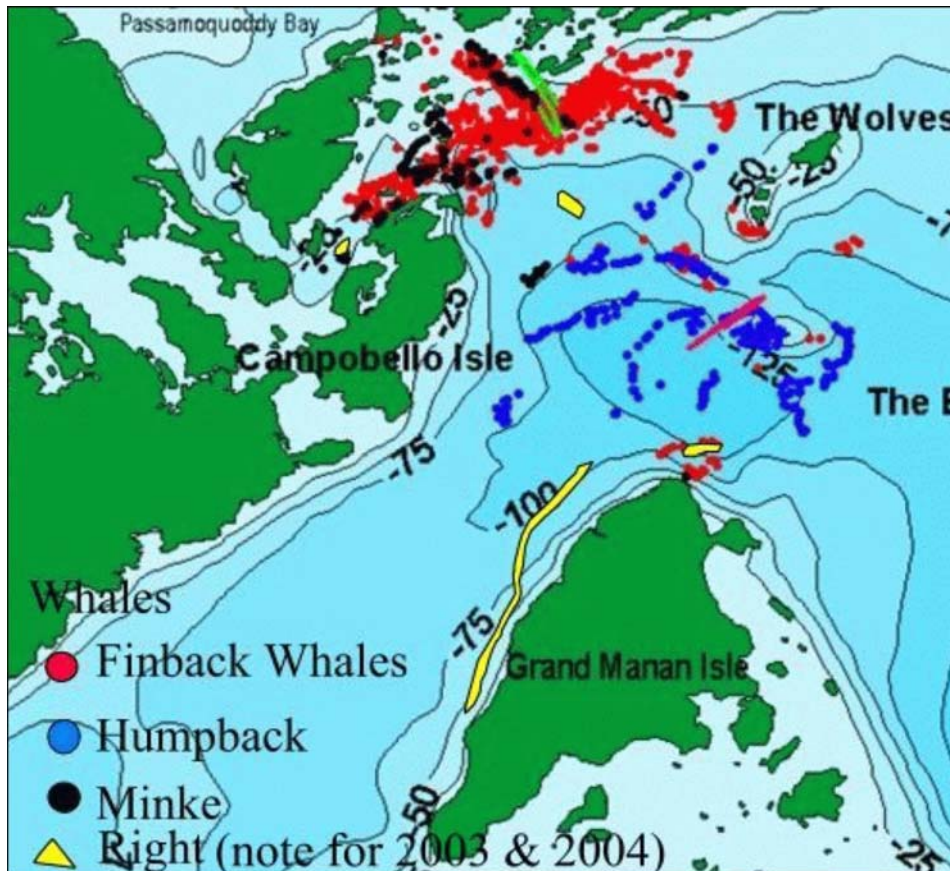 Passamoquoddy Bay
The Wolves
-50
-50
-25
-25
Campobello Isle
-125
The
-75
-100
Whales
-75
Finback Whales
Grand Manan Isle
Humpback
Minke
-50
Right (note for 2003 & 2004)
-25